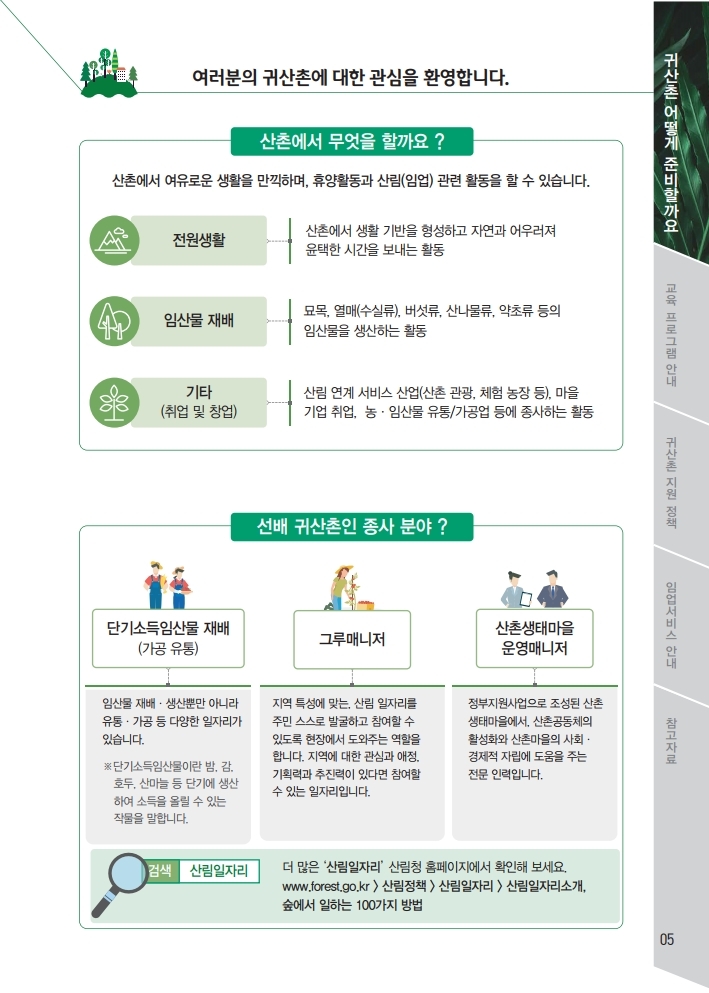 여러분의 귀산촌에 대한 관심을 환영합니다.
산촌에서 무엇을 할까요 ?
산촌에서 여유로운 생활을 만끽하며, 휴양활동과 산림(임업) 관련 활동을 할 수 있습니다.
전원생활
산촌에서 생활 기반을 형성하고 자연과 어우러져
윤택한 시간을 보내는 활동
임산물 재배
묘목, 열매(수실류), 버섯류, 산나물류, 약초류 등의
임산물을 생산하는 활동
기타
(취업 및 창업)
산림 연계 서비스 산업(산촌 관광, 체험 농장 등), 마을
기업 취업, 농 · 임산물 유통/가공업 등에 종사하는 활동
선배 귀산촌인 종사 분야 ?
단기소득임산물 재배
(가공 유통)
임산물 재배 · 생산뿐만 아니라
유통 · 가공 등 다양한 일자리가
있습니다.
※단기소득임산물이란 밤, 감,
호두, 산마늘 등 단기에 생산
하여 소득을 올릴 수 있는
작물을 말합니다.
그루매니저
지역 특성에 맞는, 산림 일자리를
주민 스스로 발굴하고 참여할 수
있도록 현장에서 도와주는 역할을
합니다. 지역에 대한 관심과 애정,
기획력과 추진력이 있다면 참여할
수 있는 일자리입니다.
산촌생태마을
운영매니저
정부지원사업으로 조성된 산촌
생태마을에서, 산촌공동체의
활성화와 산촌마을의 사회 ·
경제적 자립에 도움을 주는
전문 인력입니다.
검색
산림일자리
더 많은 ‘산림일자리’ 산림청 홈페이지에서 확인해 보세요.
www.forest.go.kr > 산림정책 > 산림일자리 > 산림일자리소개,
숲에서 일하는 100가지 방법
귀산촌 어떻게 준비할까요
교육 프로그램 안내
귀산촌 지원 정책
임업서비스 안내
참고자료
05